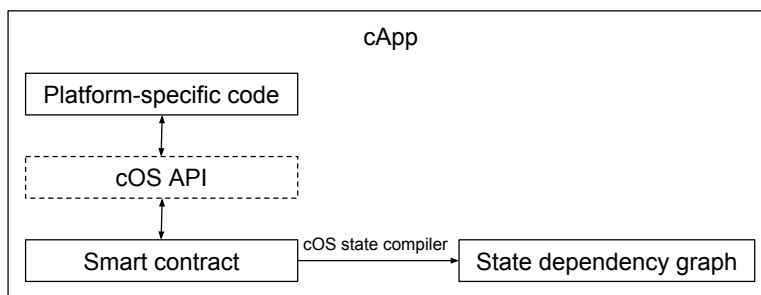 cApp
Platform-specific code
cOS API
Smart contract
cOS state compiler
State dependency graph